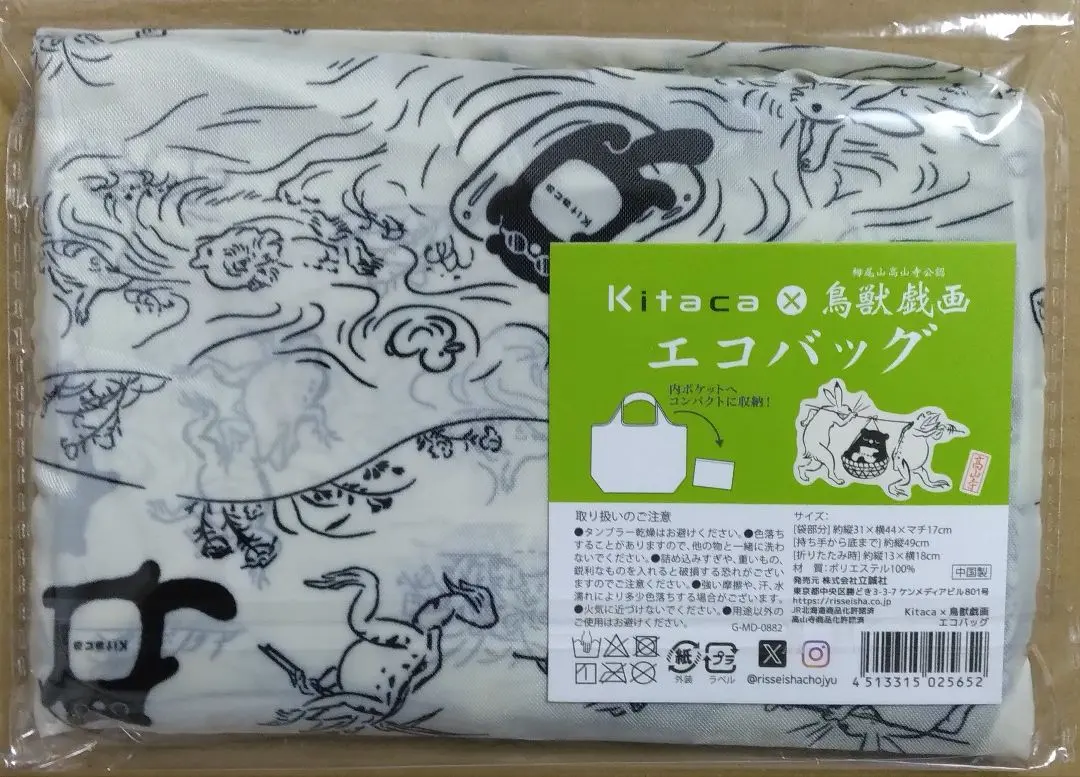 Kitaca
栂尾山高山寺公認
Kitaca × 鳥獣戯画
エコバッグ
内ポケットへ
コンパクトに収納!
高山寺
取り扱いのご注意
●タンブラー乾燥はお避けください。●色落ち
することがありますので、他の物と一緒に洗わ
ないでください。●詰め込みすぎや、重いもの、
鋭利なものを入れると破損する恐れがござい
ますのでご注意ください。●強い摩擦や、汗、水
濡れにより多少色落ちする場合がございます。
●火気に近づけないでください。●用途以外の
ご使用はお避けください。
G-MD-0882
サイズ:
[袋部分] 約縦31×横44×マチ17cm
[持ち手から底まで] 約縦49cm
[折りたたみ時] 約縦13×横18cm
材 質:ポリエステル100%
中国製
発売元 株式会社立誠社
東京都中央区勝どき3-3-7 ケンメディアビル801号
https://risseisha.co.jp
JR北海道商品化許諾済
高山寺商品化許諾済
Kitaca × 鳥獣戯画
エコバッグ
紙
外装
プラ
ラベル
X
@risseishachojyu
4 513315 025652
Kitaca